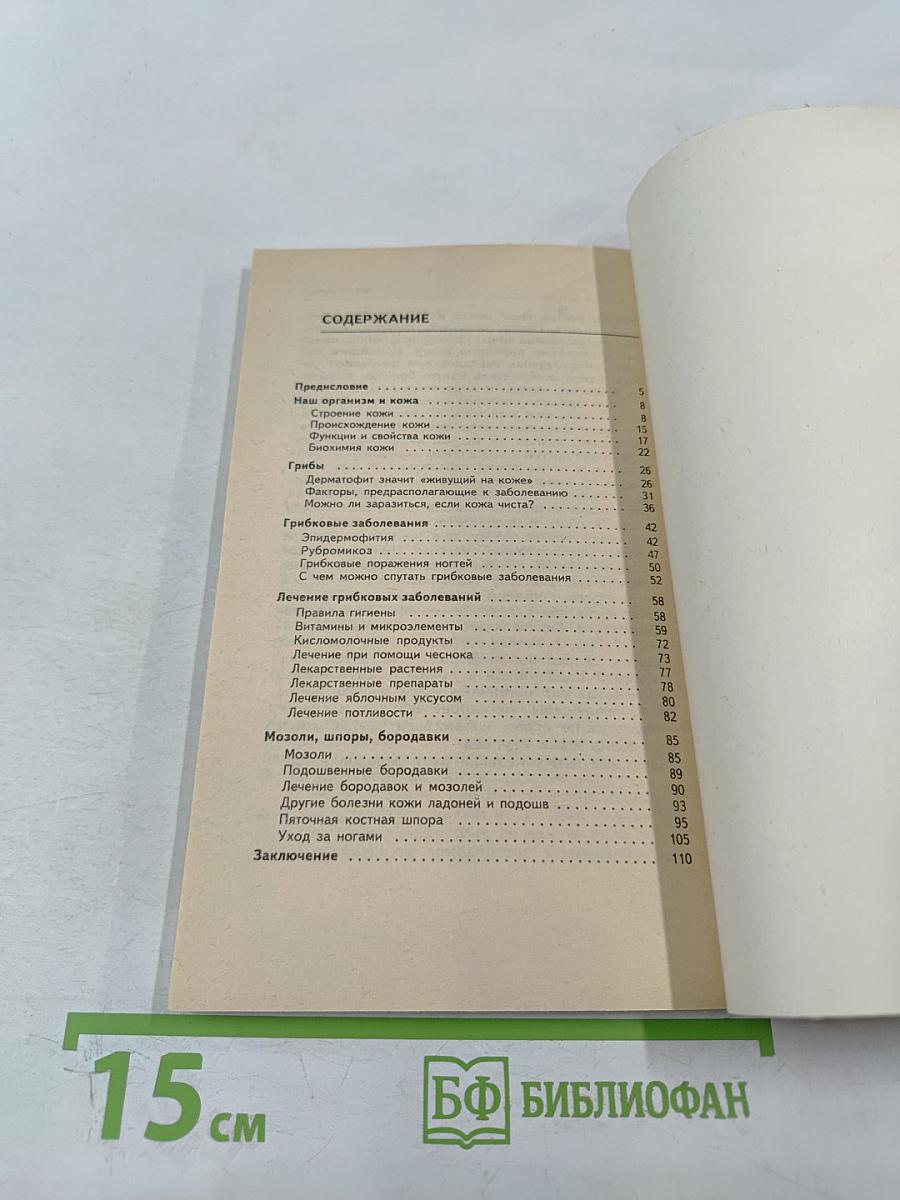 СОДЕРЖАНИЕ
Предисловие . . . . . . . . . . . . . . . . . . . . . . . . . . . . 5
Наш организм и кожа . . . . . . . . . . . . . . . . . . . . . . 8
Строение кожи . . . . . . . . . . . . . . . . . . . . . . . . . 8
Происхождение кожи . . . . . . . . . . . . . . . . . . . . . 15
Функции и свойства кожи . . . . . . . . . . . . . . . . . . 17
Биохимия кожи . . . . . . . . . . . . . . . . . . . . . . . . 22
Грибы . . . . . . . . . . . . . . . . . . . . . . . . . . . . . . . 26
Дерматофит значит «живущий на коже» . . . . . . . . . 26
Факторы, предрасполагающие к заболеванию . . . . . . 31
Можно ли заразиться, если кожа чиста? . . . . . . . . . 36
Грибковые заболевания . . . . . . . . . . . . . . . . . . . . . 42
Эпидермофития . . . . . . . . . . . . . . . . . . . . . . . . 42
Рубромикоз . . . . . . . . . . . . . . . . . . . . . . . . . . . 47
Грибковые поражения ногтей . . . . . . . . . . . . . . . . 50
С чем можно спутать грибковые заболевания . . . . . . 52
Лечение грибковых заболеваний . . . . . . . . . . . . . . . 58
Правила гигиены . . . . . . . . . . . . . . . . . . . . . . . 58
Витамины и микроэлементы . . . . . . . . . . . . . . . . . 59
Кисломолочные продукты . . . . . . . . . . . . . . . . . . 72
Лечение при помощи чеснока . . . . . . . . . . . . . . . . 73
Лекарственные растения . . . . . . . . . . . . . . . . . . . 77
Лекарственные препараты . . . . . . . . . . . . . . . . . . 78
Лечение яблочным уксусом . . . . . . . . . . . . . . . . . 80
Лечение потливости . . . . . . . . . . . . . . . . . . . . . . 82
Мозоли, шпоры, бородавки . . . . . . . . . . . . . . . . . . 85
Мозоли . . . . . . . . . . . . . . . . . . . . . . . . . . . . . . 85
Подошвенные бородавки . . . . . . . . . . . . . . . . . . . 89
Лечение бородавок и мозолей . . . . . . . . . . . . . . . . 90
Другие болезни кожи ладоней и подошв . . . . . . . . . 93
Пяточная костная шпора . . . . . . . . . . . . . . . . . . . 95
Уход за ногами . . . . . . . . . . . . . . . . . . . . . . . . . 105
Заключение . . . . . . . . . . . . . . . . . . . . . . . . . . . . 110
15 см
БФ БИБЛИОФАН